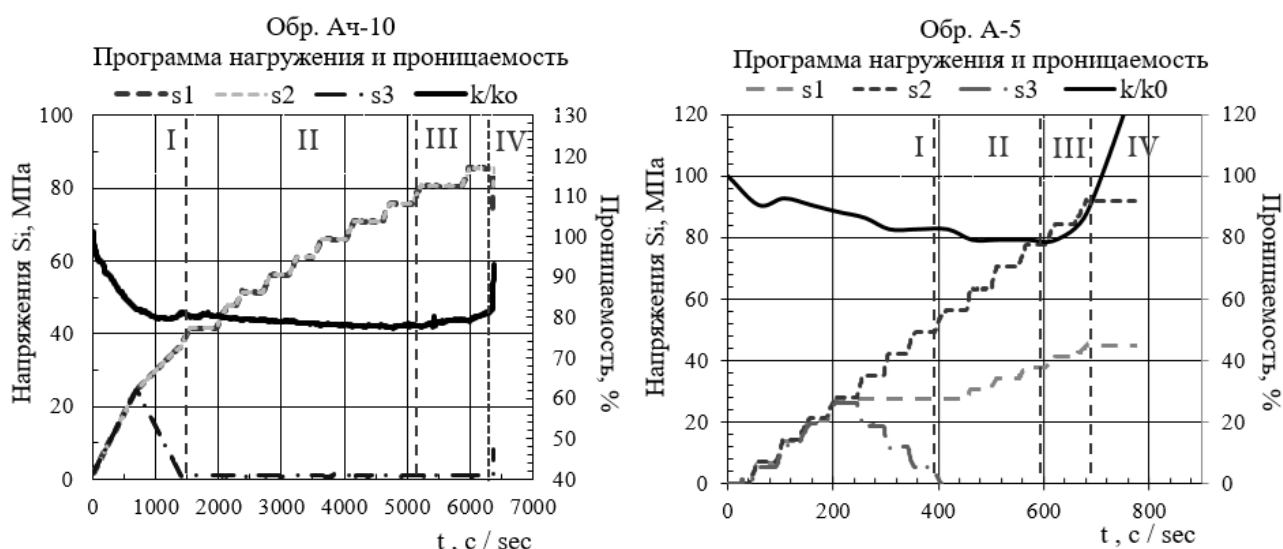 Обр. Ач-10
Программа нагружения и проницаемость
s1 s2 s3 k/ko
Напряжения Si, МПа
100
80
60
40
20
0
I II III IV
130
120
110
100
90
80
70
60
50
40
Проницаемость, %
0 1000 2000 3000 4000 5000 6000 7000
t , с / sec
Обр. А-5
Программа нагружения и проницаемость
s1 s2 s3 k/k0
Напряжения Si, МПа
120
100
80
60
40
20
0
I II III IV
120
100
80
60
40
20
0
Проницаемость, %
0 200 400 600 800
t , с / sec